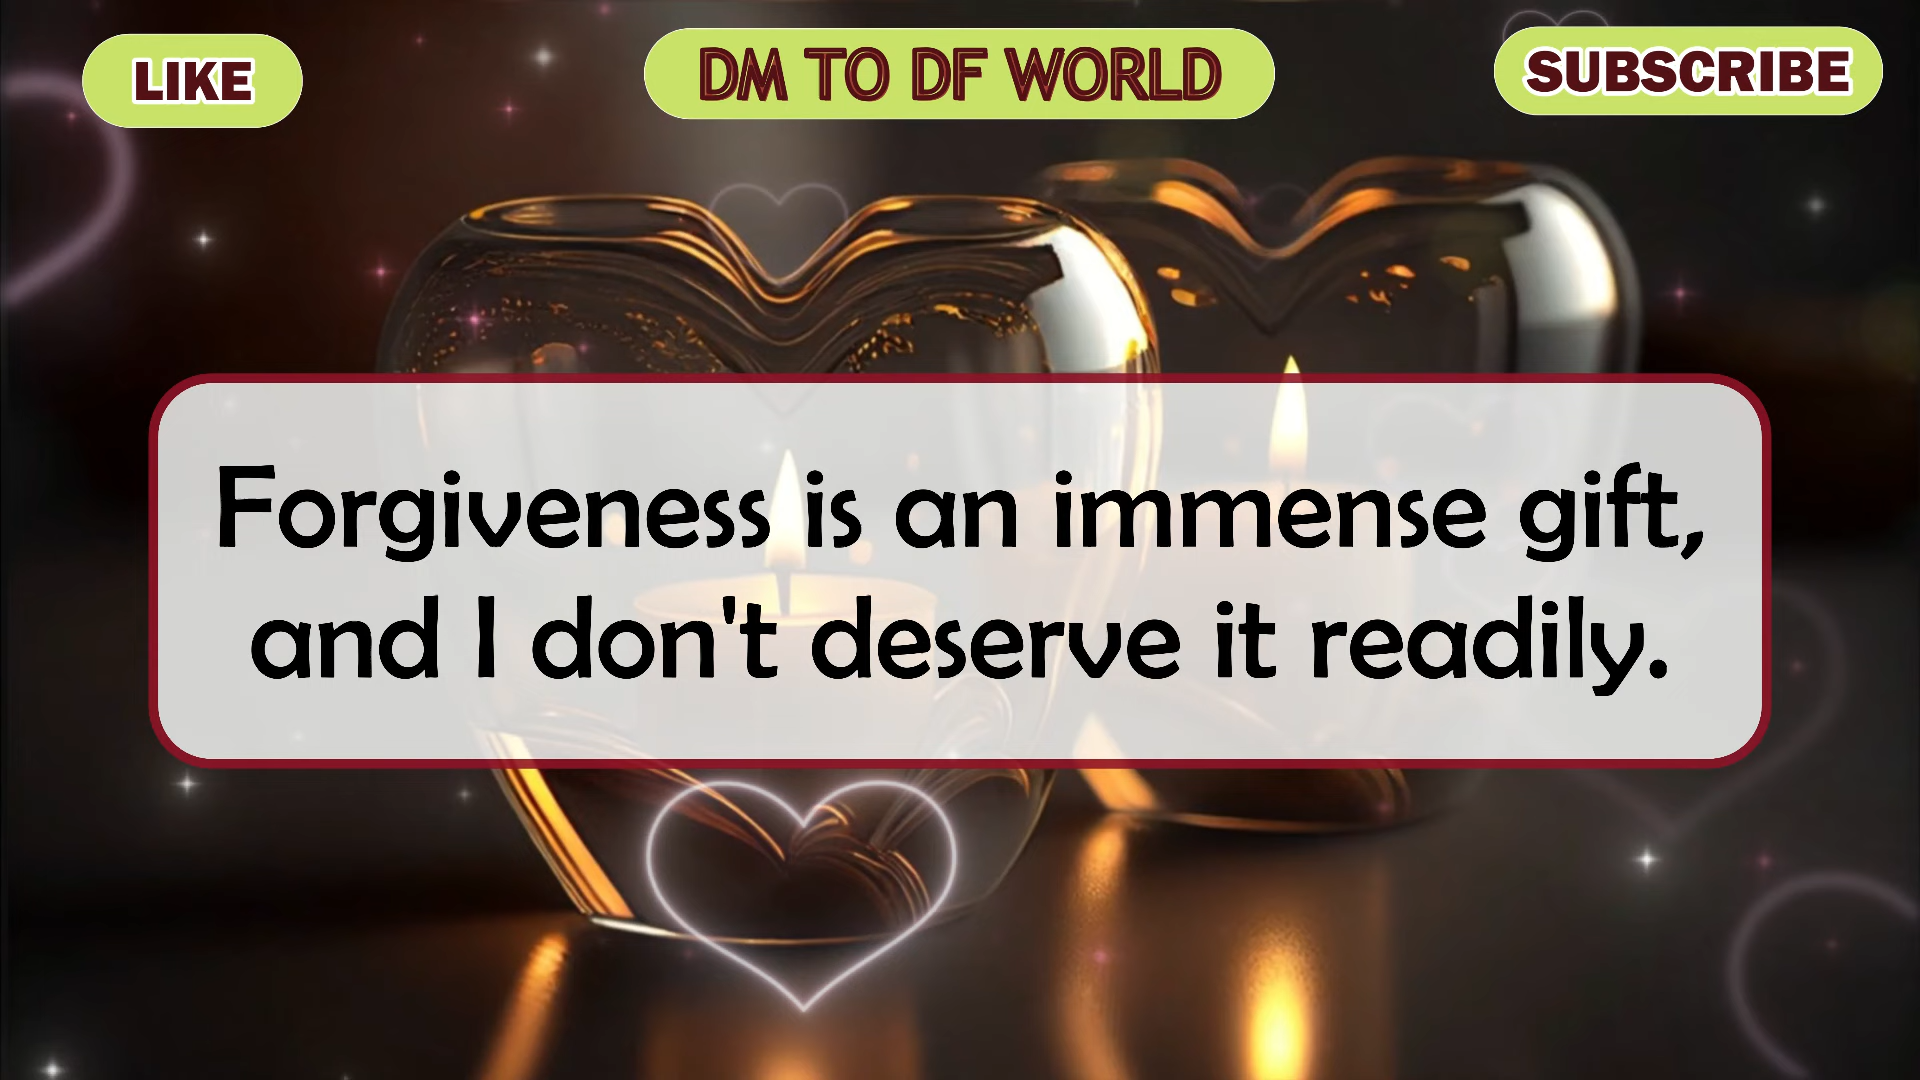 LIKE
DM TO DF WORLD
SUBSCRIBE
Forgiveness is an immense gift,
and I don't deserve it readily.